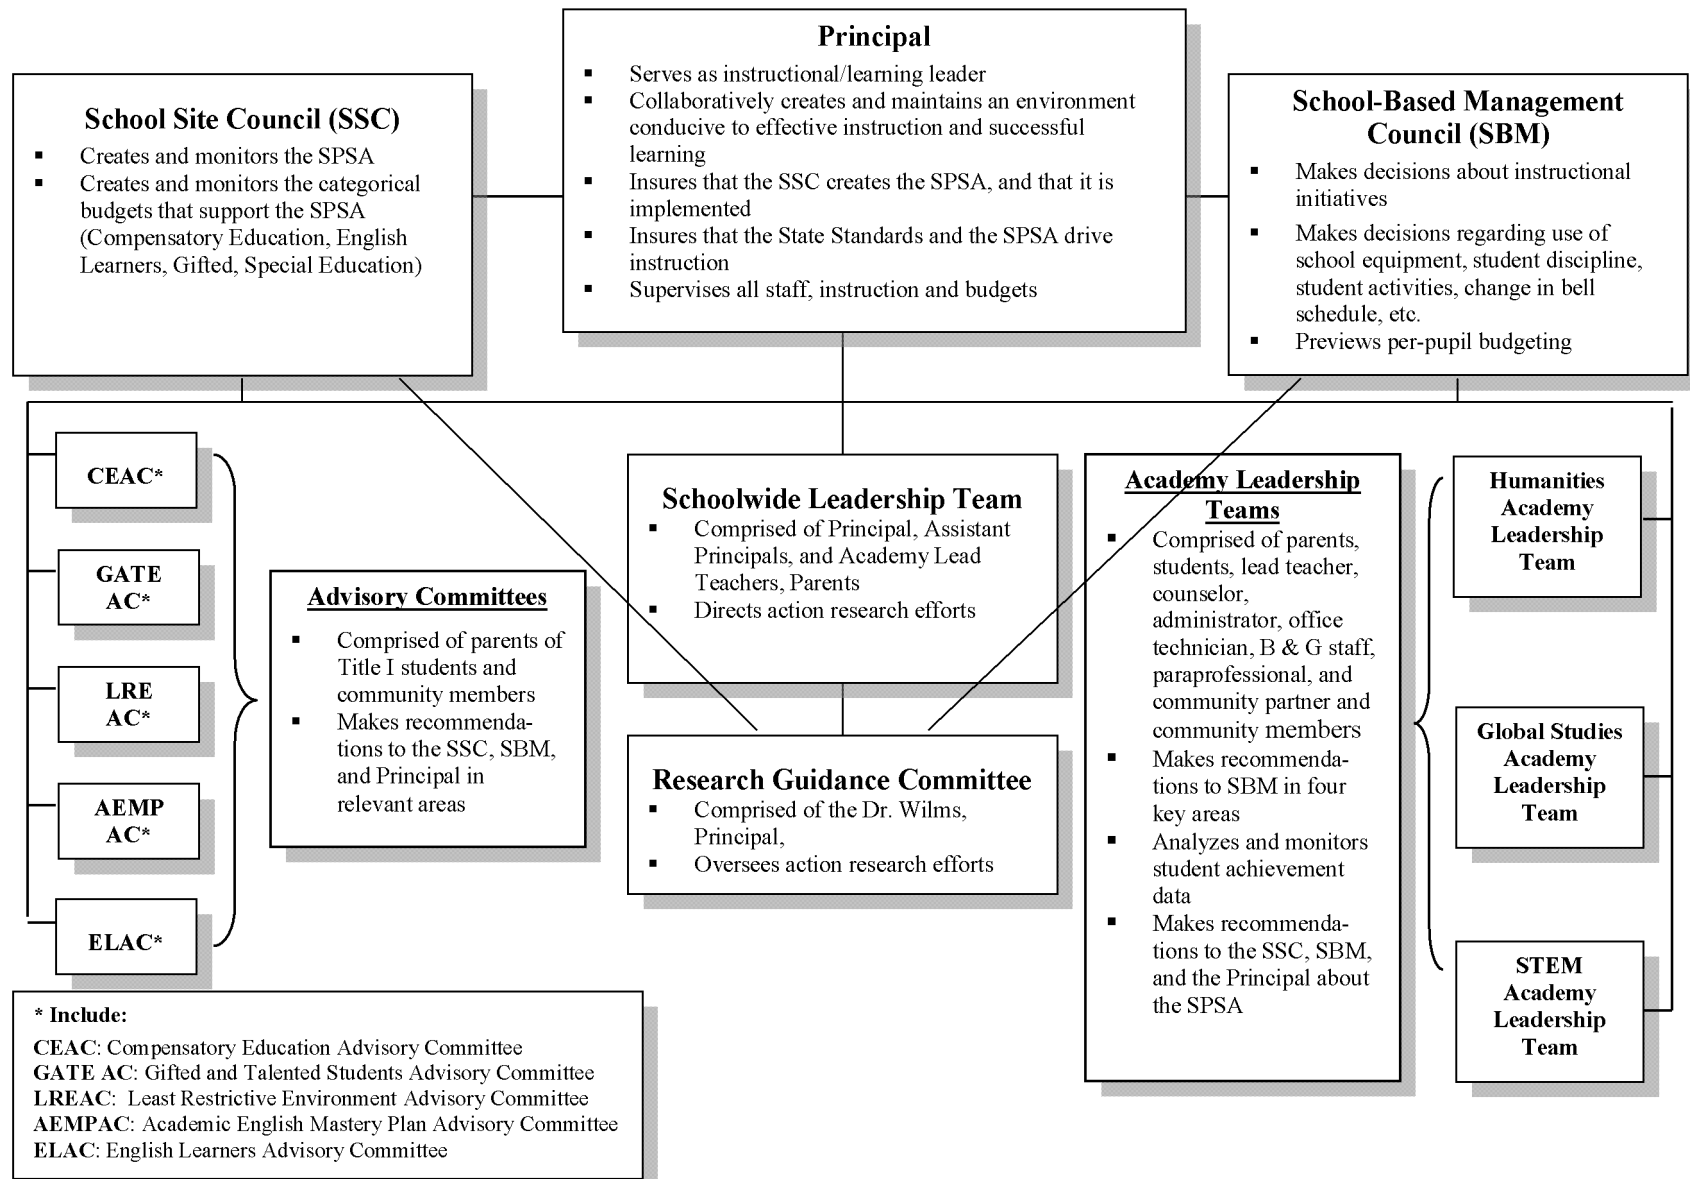 Principal
▪ Serves as instructional/learning leader
▪ Collaboratively creates and maintains an environment
conducive to effective instruction and successful
learning
▪ Insures that the SSC creates the SPSA, and that it is
implemented
▪ Insures that the State Standards and the SPSA drive
instruction
▪ Supervises all staff, instruction and budgets
School Site Council (SSC)
▪ Creates and monitors the SPSA
▪ Creates and monitors the categorical
budgets that support the SPSA
(Compensatory Education, English
Learners, Gifted, Special Education)
School-Based Management
Council (SBM)
▪ Makes decisions about instructional
initiatives
▪ Makes decisions regarding use of
school equipment, student discipline,
student activities, change in bell
schedule, etc.
▪ Previews per-pupil budgeting
CEAC*
GATE
AC*
LRE
AC*
AEMP
AC*
ELAC*
Advisory Committees
▪ Comprised of parents of
Title I students and
community members
▪ Makes recommenda-
tions to the SSC, SBM,
and Principal in
relevant areas
Schoolwide Leadership Team
▪ Comprised of Principal, Assistant
Principals, and Academy Lead
Teachers, Parents
▪ Directs action research efforts
Research Guidance Committee
▪ Comprised of the Dr. Wilms,
Principal,
▪ Oversees action research efforts
Academy Leadership
Teams
▪ Comprised of parents,
students, lead teacher,
counselor,
administrator, office
technician, B & G staff,
paraprofessional, and
community partner and
community members
▪ Makes recommenda-
tions to SBM in four
key areas
▪ Analyzes and monitors
student achievement
data
▪ Makes recommenda-
tions to the SSC, SBM,
and the Principal about
the SPSA
Humanities
Academy
Leadership
Team
Global Studies
Academy
Leadership
Team
STEM
Academy
Leadership
Team
* Include:
CEAC: Compensatory Education Advisory Committee
GATE AC: Gifted and Talented Students Advisory Committee
LREAC: Least Restrictive Environment Advisory Committee
AEMPAC: Academic English Mastery Plan Advisory Committee
ELAC: English Learners Advisory Committee